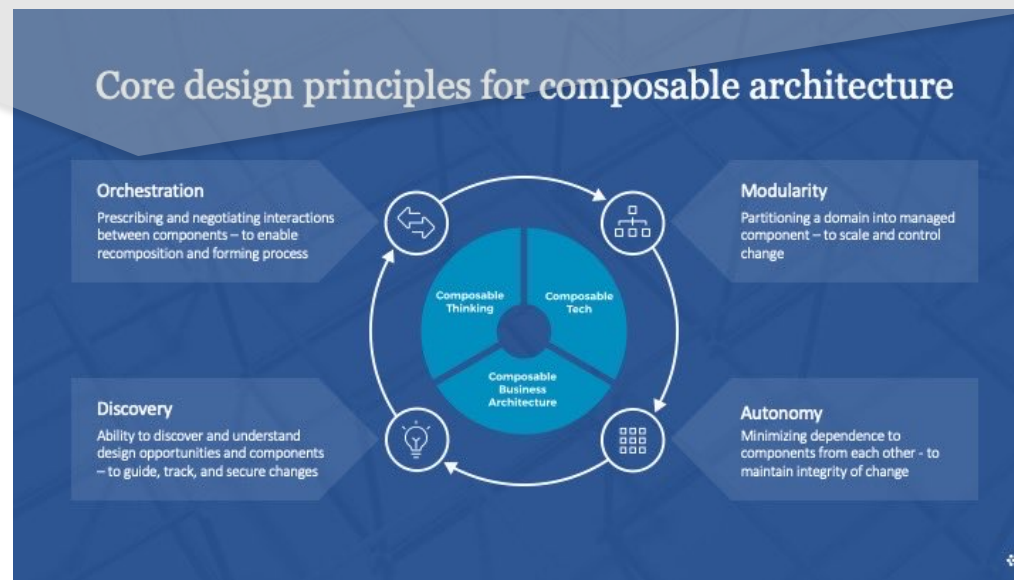 Core design principles for composable architecture
Orchestration
Prescribing and negotiating interactions
between components – to enable
recomposition and forming process
Modularity
Partitioning a domain into managed
component – to scale and control
change
Composable
Thinking
Composable
Tech
Composable
Business
Architecture
Discovery
Ability to discover and understand
design opportunities and components
– to guide, track, and secure changes
Autonomy
Minimizing dependence to
components from each other - to
maintain integrity of change